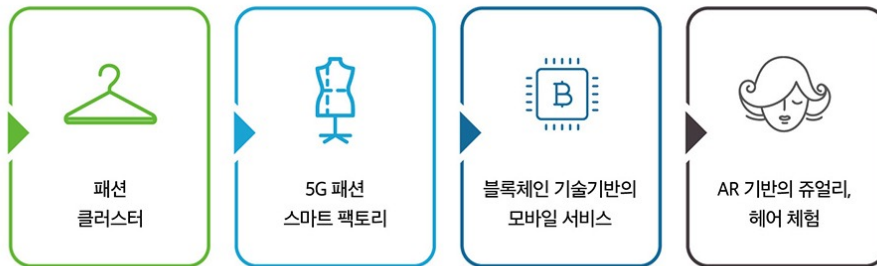 패션
클러스터
5G 패션
스마트 팩토리
블록체인 기술기반의
모바일 서비스
AR 기반의 쥬얼리,
헤어 체험